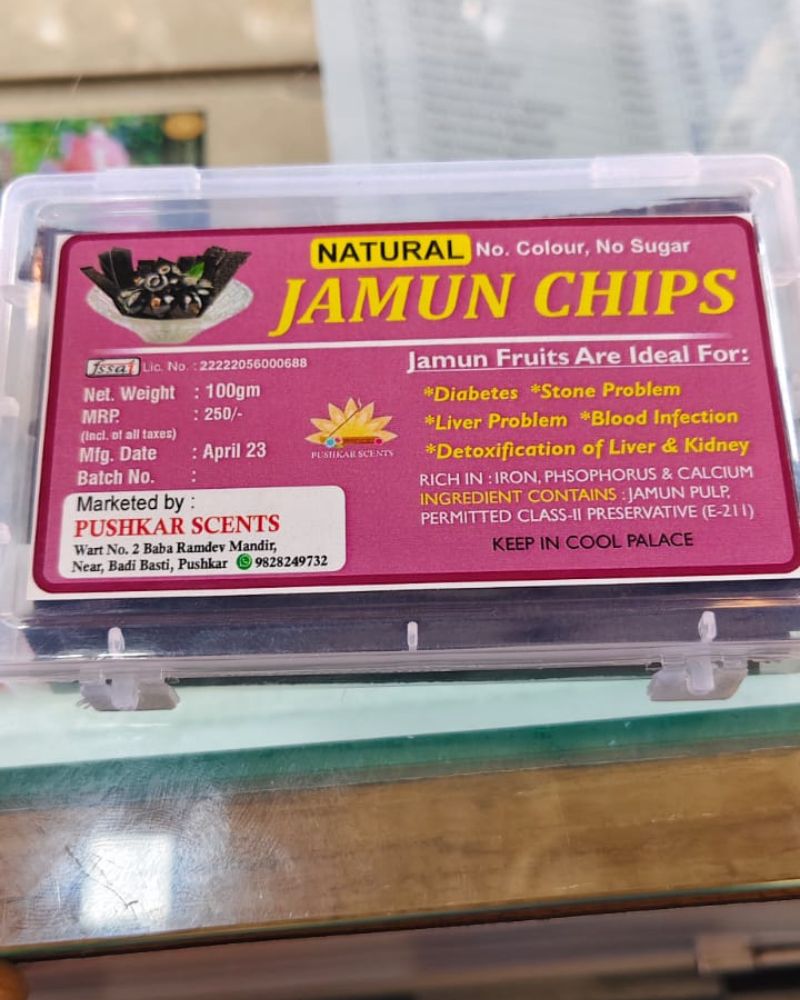 NATURAL No. Colour, No Sugar
JAMUN CHIPS
fssai Lic. No. : 22222056000688
Net. Weight : 100gm
MRP. : 250/-
(Incl. of all taxes)
Mfg. Date : April 23
Batch No. :
Marketed by :
PUSHKAR SCENTS
Wart No. 2 Baba Ramdev Mandir,
Near, Badi Basti, Pushkar 9828249732
PUSHKAR SCENTS
Jamun Fruits Are Ideal For:
*Diabetes *Stone Problem
*Liver Problem *Blood Infection
*Detoxification of Liver & Kidney
RICH IN : IRON, PHSOPHORUS & CALCIUM
INGREDIENT CONTAINS : JAMUN PULP,
PERMITTED CLASS-II PRESERVATIVE (E-211)
KEEP IN COOL PALACE